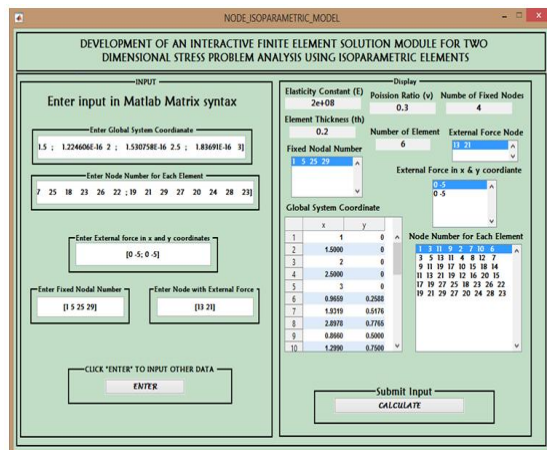 NODE_ISOPARAMETRIC_MODEL
DEVELOPMENT OF AN INTERACTIVE FINITE ELEMENT SOLUTION MODULE FOR TWO
DIMENSIONAL STRESS PROBLEM ANALYSIS USING ISOPARAMETRIC ELEMENTS
INPUT
Enter input in Matlab Matrix syntax
Enter Global System Coordianate
1.5 ; 1.224606E-16 2 ; 1.530758E-16 2.5 ; 1.83691E-16 3]
Enter Node Number for Each Element
7 25 18 23 26 22 ; 19 21 29 27 20 24 28 23]
Enter External force in x and y coordinates
[0 -5; 0 -5]
Enter Fixed Nodal Number
[1 5 25 29]
Enter Node with External Force
[13 21]
CLICK "ENTER" TO INPUT OTHER DATA
ENTER
Display
Elasticity Constant (E)
2e+08
Poission Ratio (v)
0.3
Numbe of Fixed Nodes
4
Element Thickness (th)
0.2
Number of Element
6
External Force Node
13 21
Fixed Nodal Number
1 5 25 29
External Force in x & y coordiante
0 -5
0 -5
Global System Coordinate
x y
1 1 0
2 1.5000 0
3 2 0
4 2.5000 0
5 3 0
6 0.9659 0.2588
7 1.9319 0.5176
8 2.8978 0.7765
9 0.8660 0.5000
10 1.2990 0.7500
Node Number for Each Element
1 3 11 9 2 7 10 6
3 5 13 11 4 8 12 7
9 11 19 17 10 15 18 14
11 13 21 19 12 16 20 15
17 19 27 25 18 23 26 22
19 21 29 27 20 24 28 23
Submit Input
CALCULATE